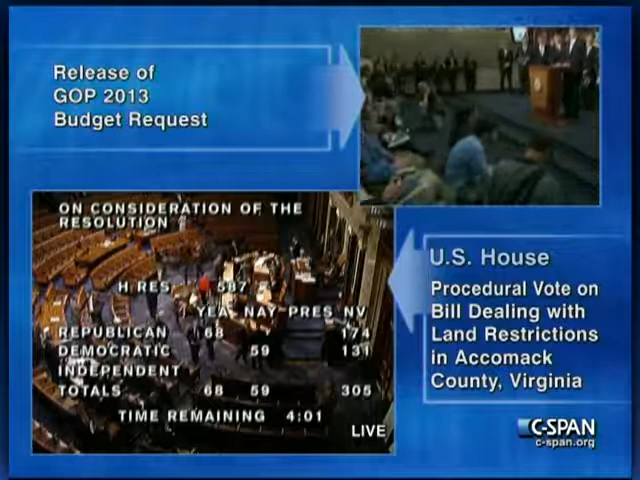 Release of
GOP 2013
Budget Request
ON CONSIDERATION OF THE
RESOLUTION
H RES 587
YEA NAY PRES NV
REPUBLICAN 68 174
DEMOCRATIC 59 131
INDEPENDENT
TOTALS 68 59 305
TIME REMAINING 4:01
LIVE
U.S. House
Procedural Vote on
Bill Dealing with
Land Restrictions
in Accomack
County, Virginia
C-SPAN
c-span.org